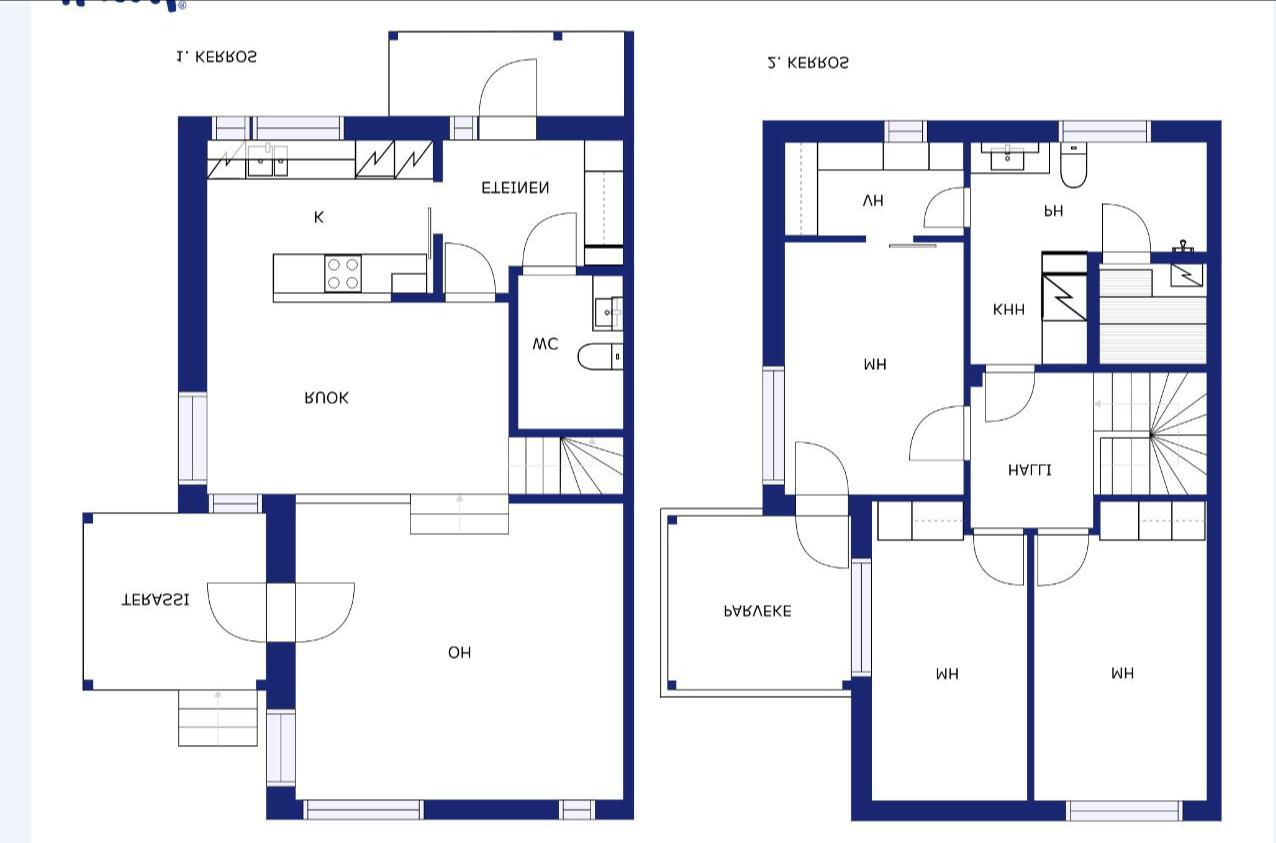 1. KERROS
2. KERROS
ETEINEN
K
WC
RUOK
TERASSI
OH
VH
PH
KHH
MH
HALLI
PARVEKE
MH
MH